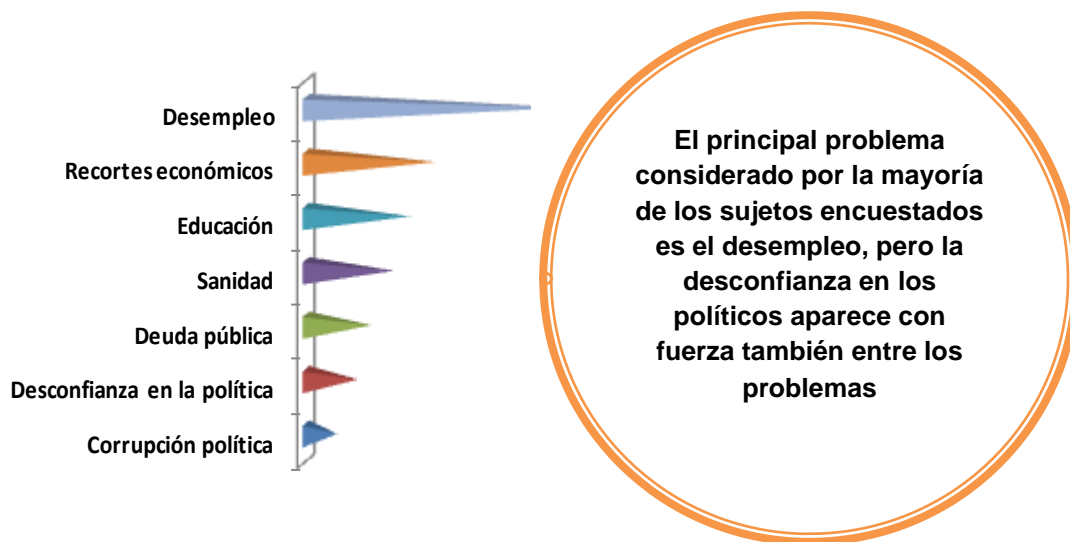 Desempleo
Recortes económicos
Educación
Sanidad
Deuda pública
Desconfianza en la política
Corrupción política
El principal problema
considerado por la mayoría
de los sujetos encuestados
es el desempleo, pero la
desconfianza en los
políticos aparece con
fuerza también entre los
problemas